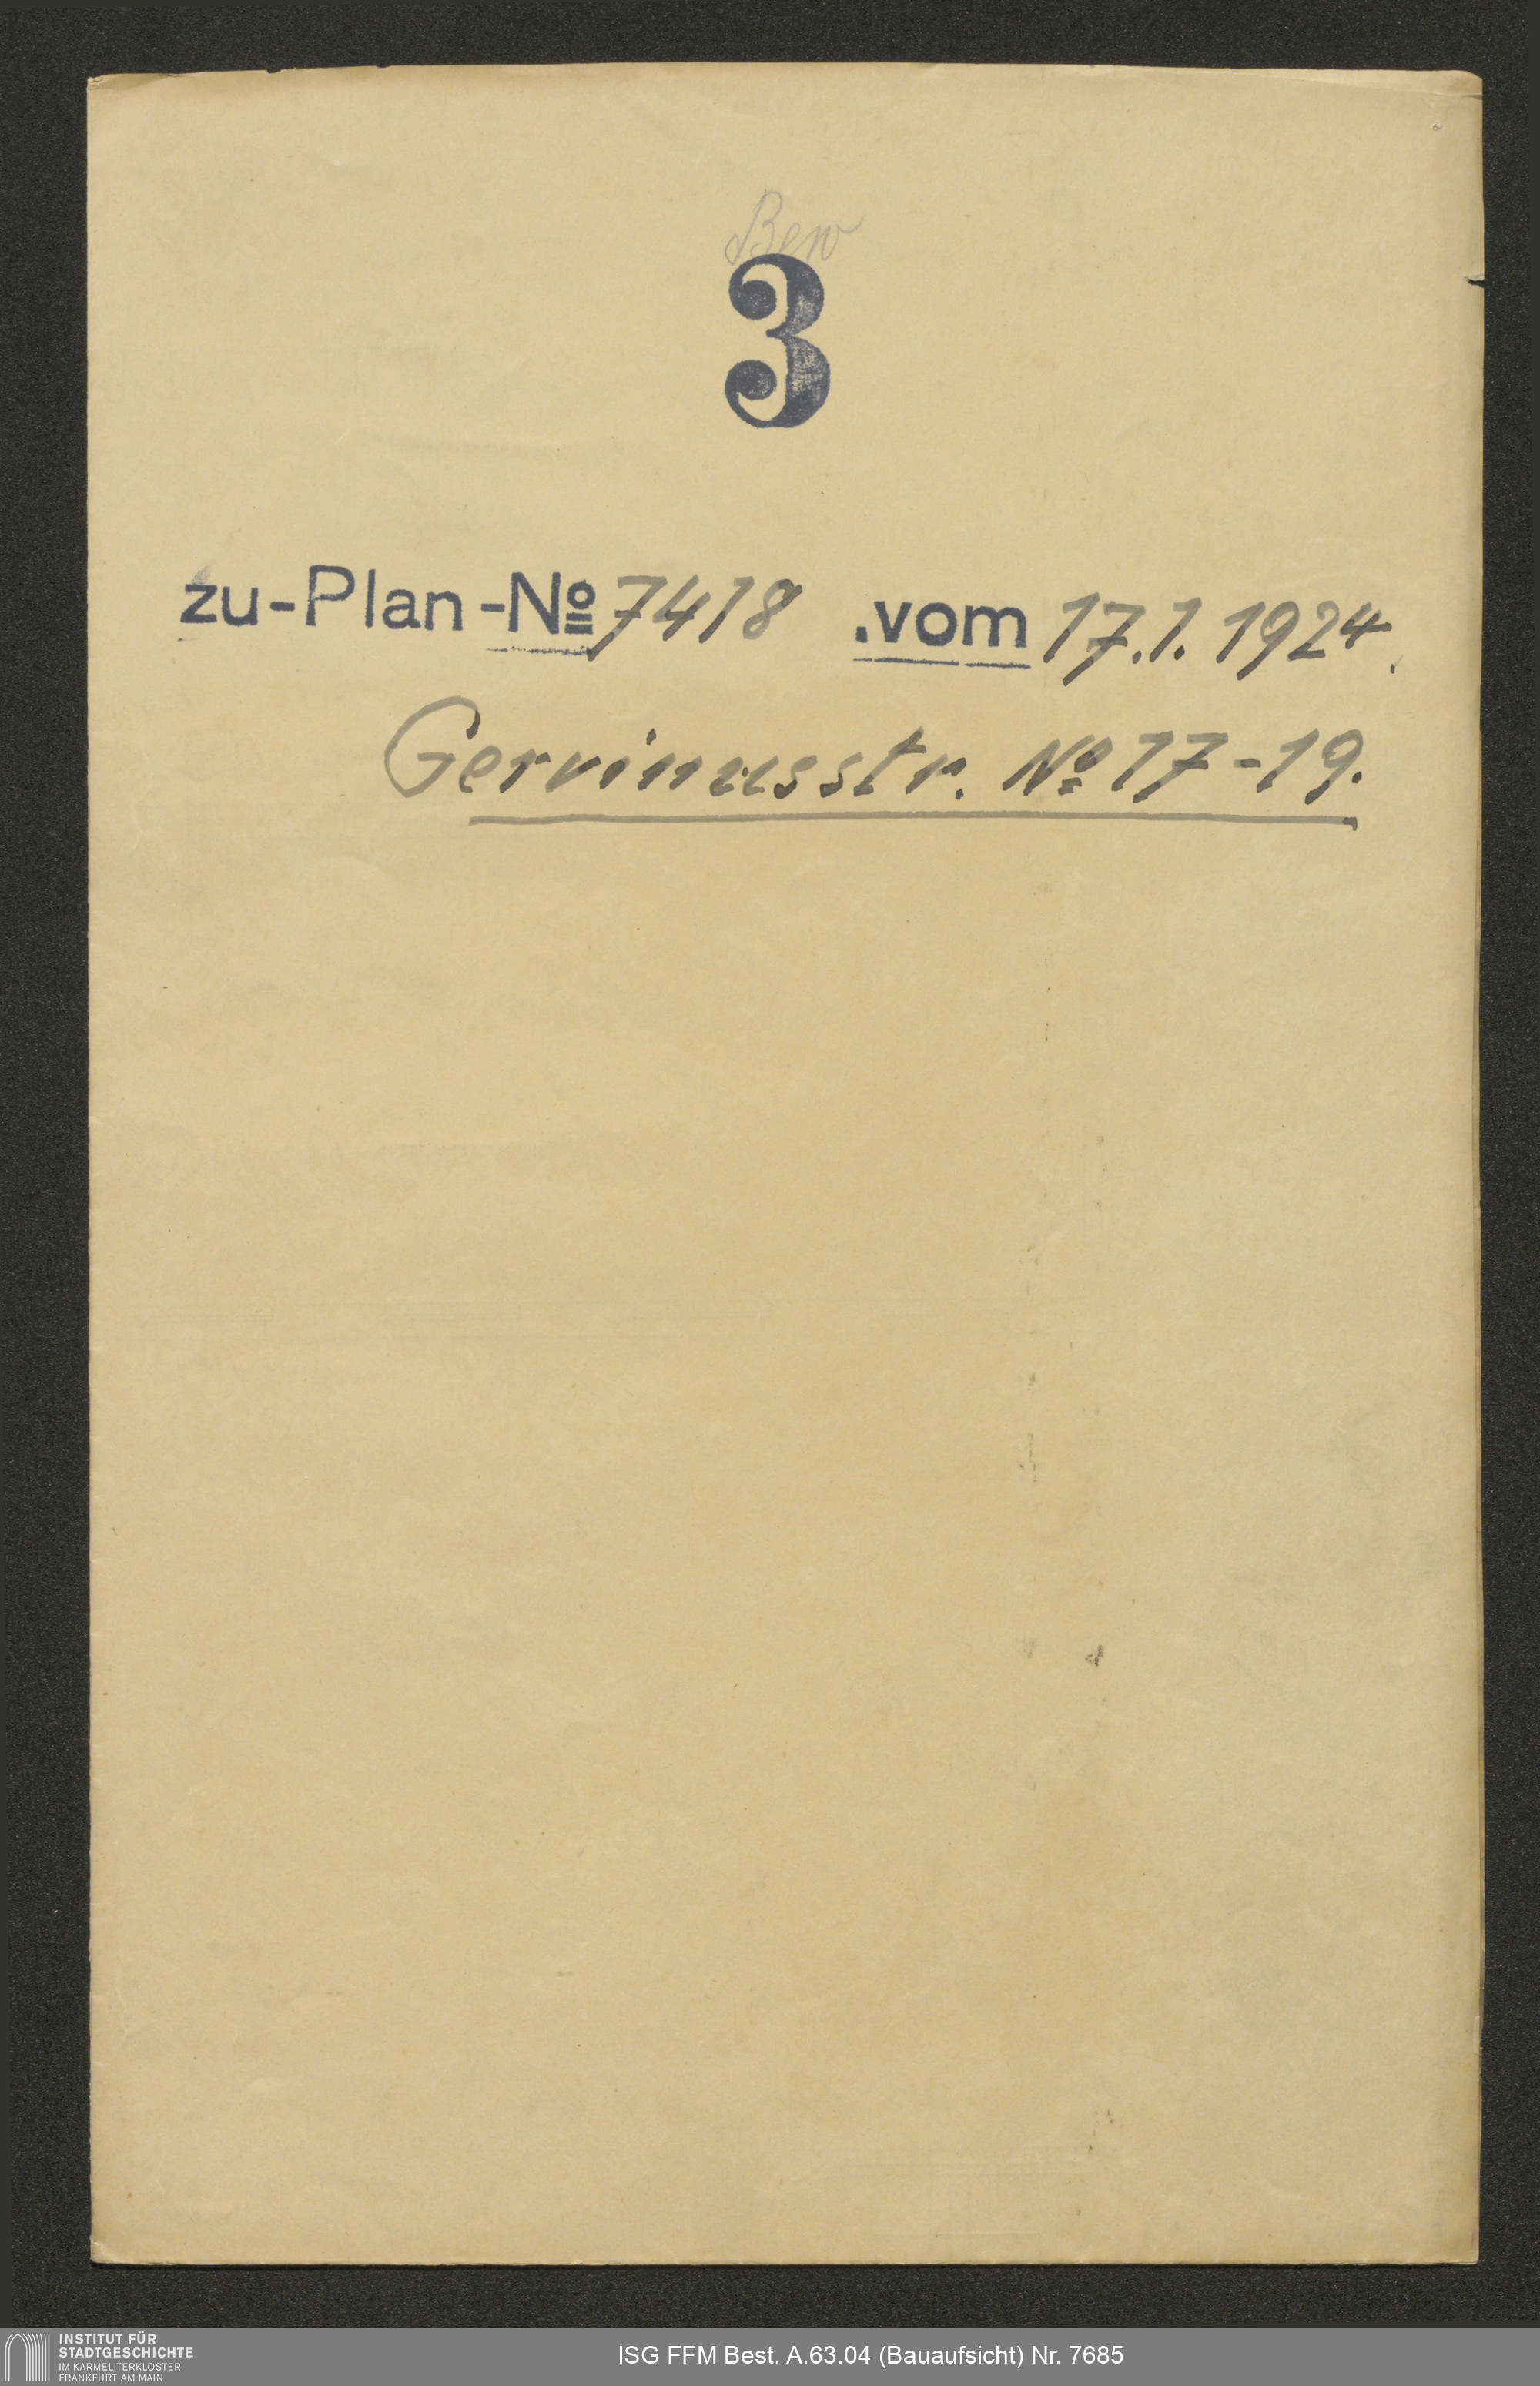 Bew
3
zu-Plan-Nº 7418 .vom 17.1.1924.
Gervinusstr. Nº 17-19.
INSTITUT FÜR
STADTGESCHICHTE
IM KARMELITERKLOSTER
FRANKFURT AM MAIN
ISG FFM Best. A.63.04 (Bauaufsicht) Nr. 7685